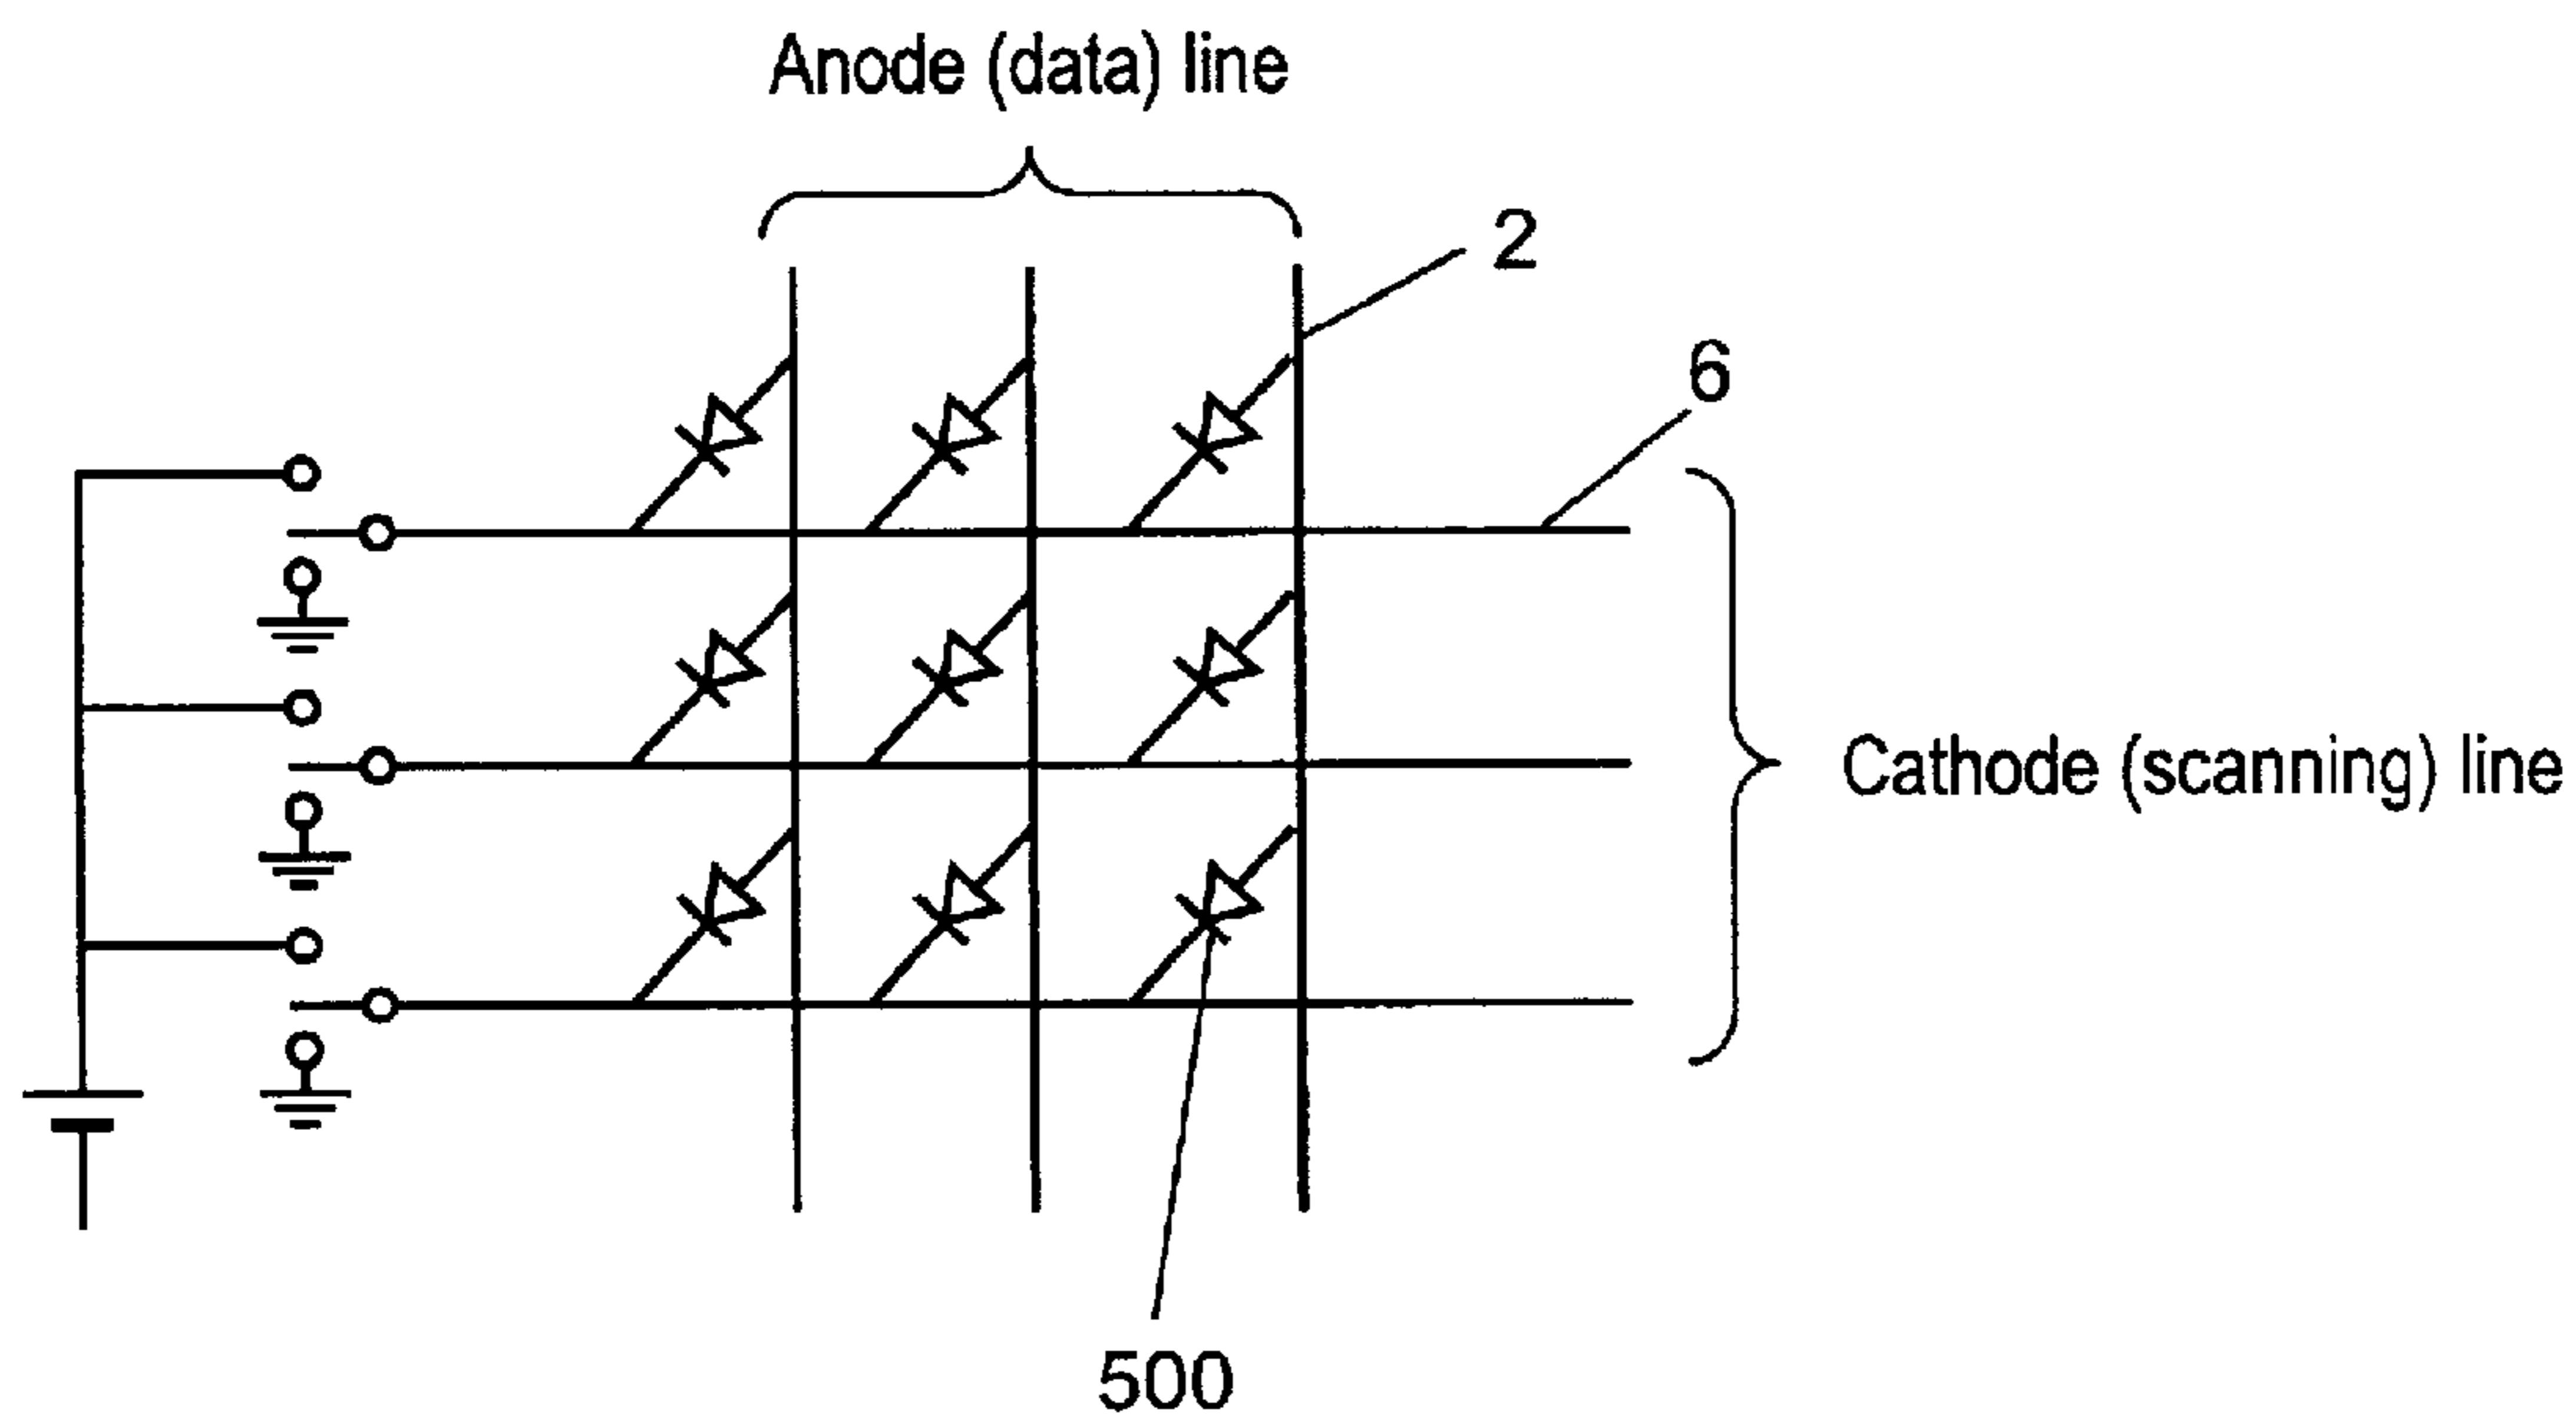 Anode (data) line
2
6
Cathode (scanning) line
500